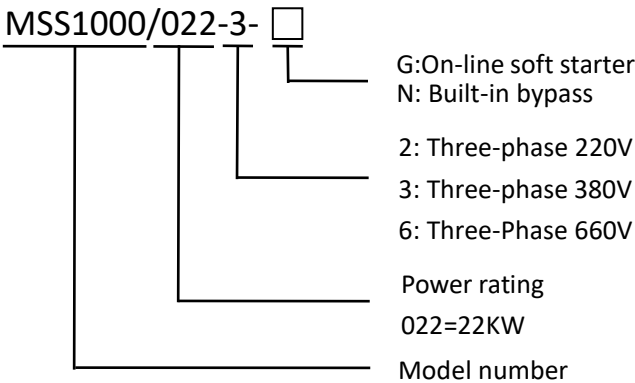 MSS1000/022-3-□
G:On-line soft starter
N: Built-in bypass
2: Three-phase 220V
3: Three-phase 380V
6: Three-Phase 660V
Power rating
022=22KW
Model number